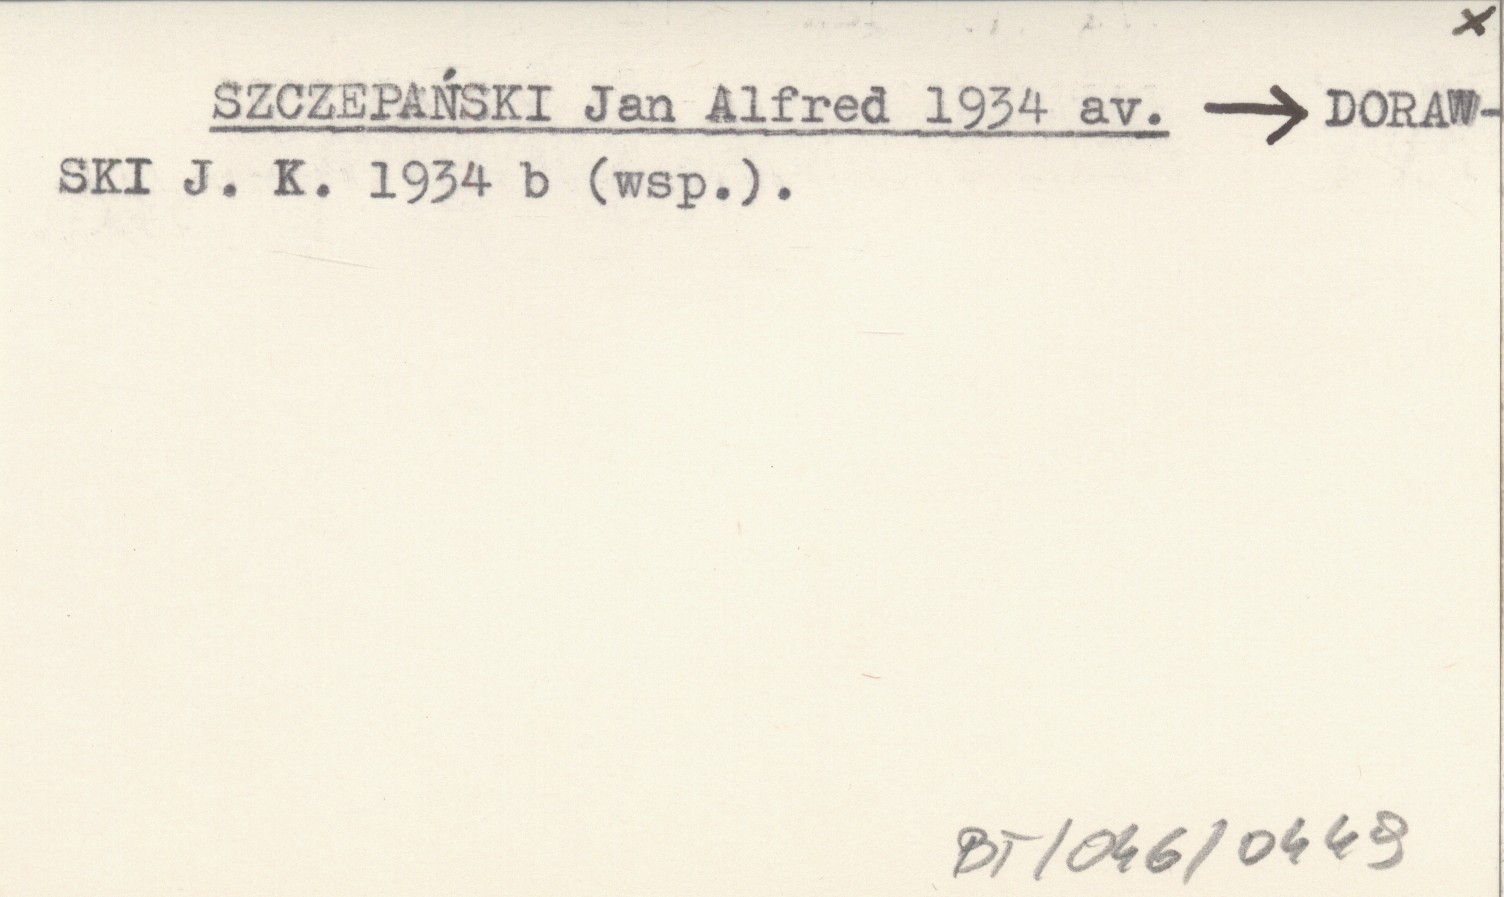 x
SZCZEPAŃSKI Jan Alfred 1934 av. → DORAW-
SKI J. K. 1934 b (wsp.).
BT/046/0449